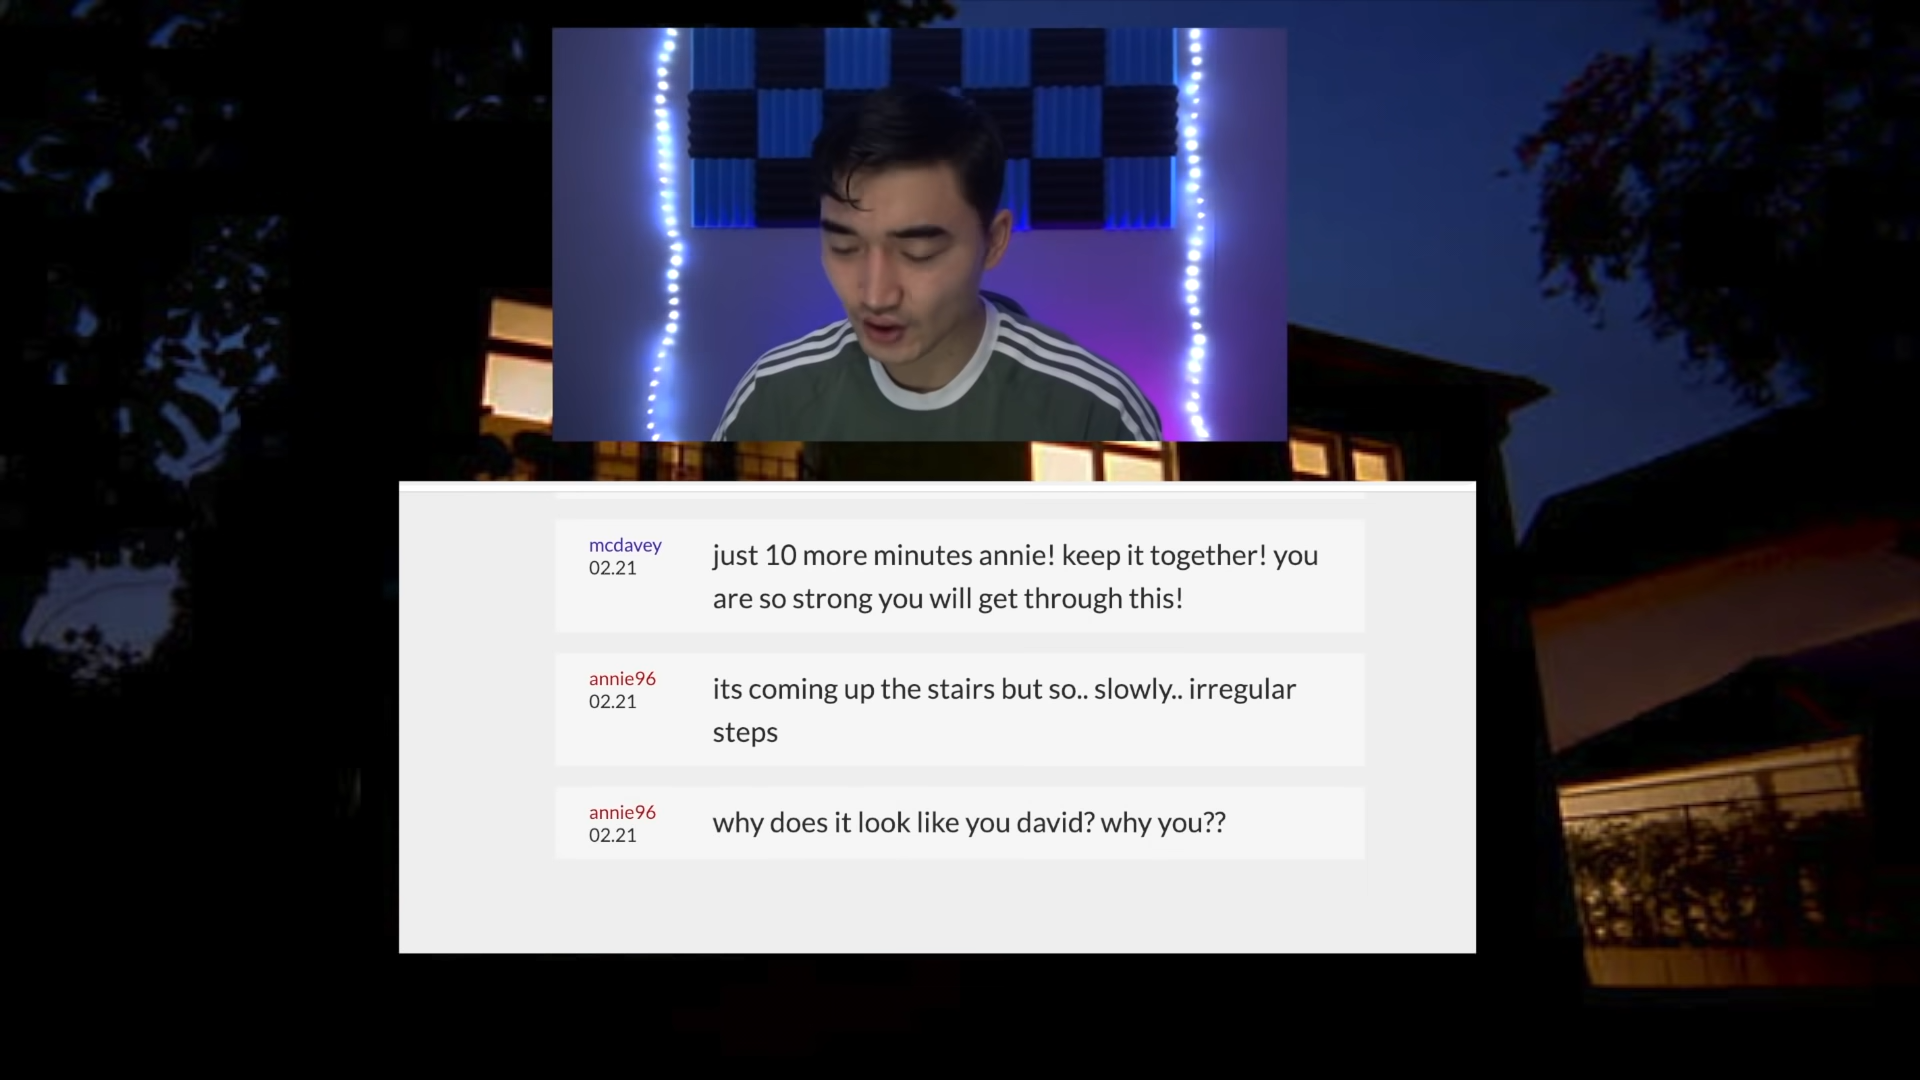 mcdavey
02.21
just 10 more minutes annie! keep it together! you
are so strong you will get through this!
annie96
02.21
its coming up the stairs but so.. slowly.. irregular
steps
annie96
02.21
why does it look like you david? why you??